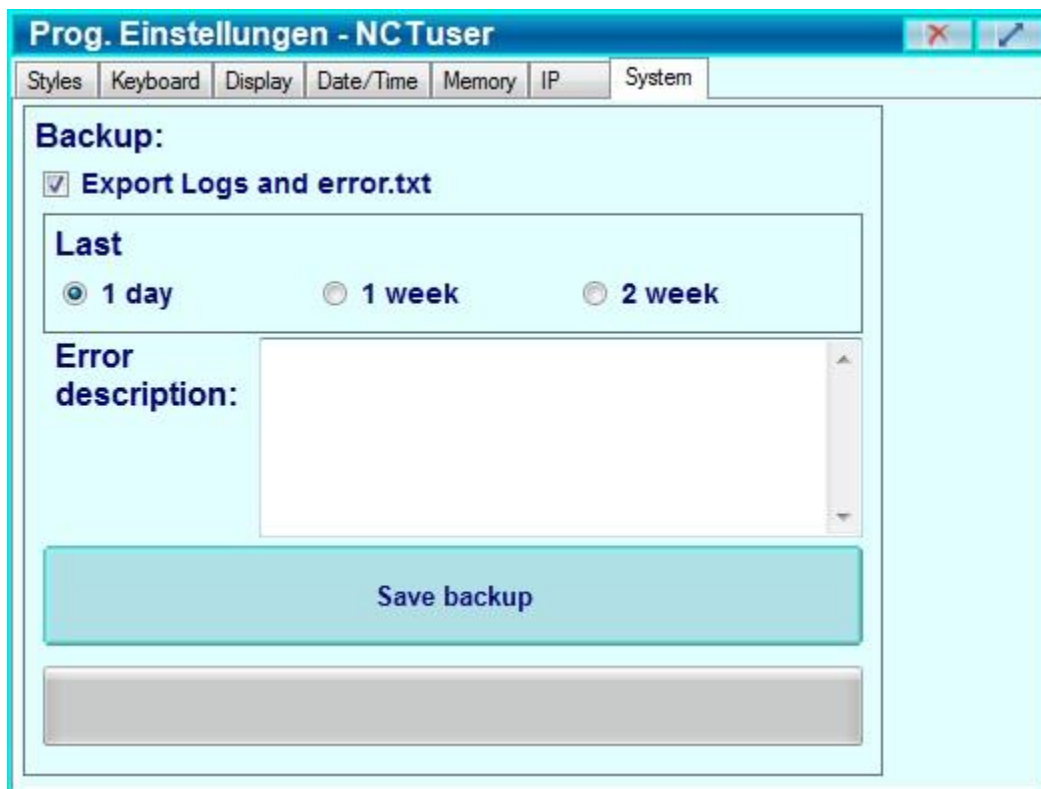 Prog. Einstellungen - NCTuser
Styles Keyboard Display Date/Time Memory IP System
Backup:
Export Logs and error.txt
Last
1 day 1 week 2 week
Error
description:
Save backup